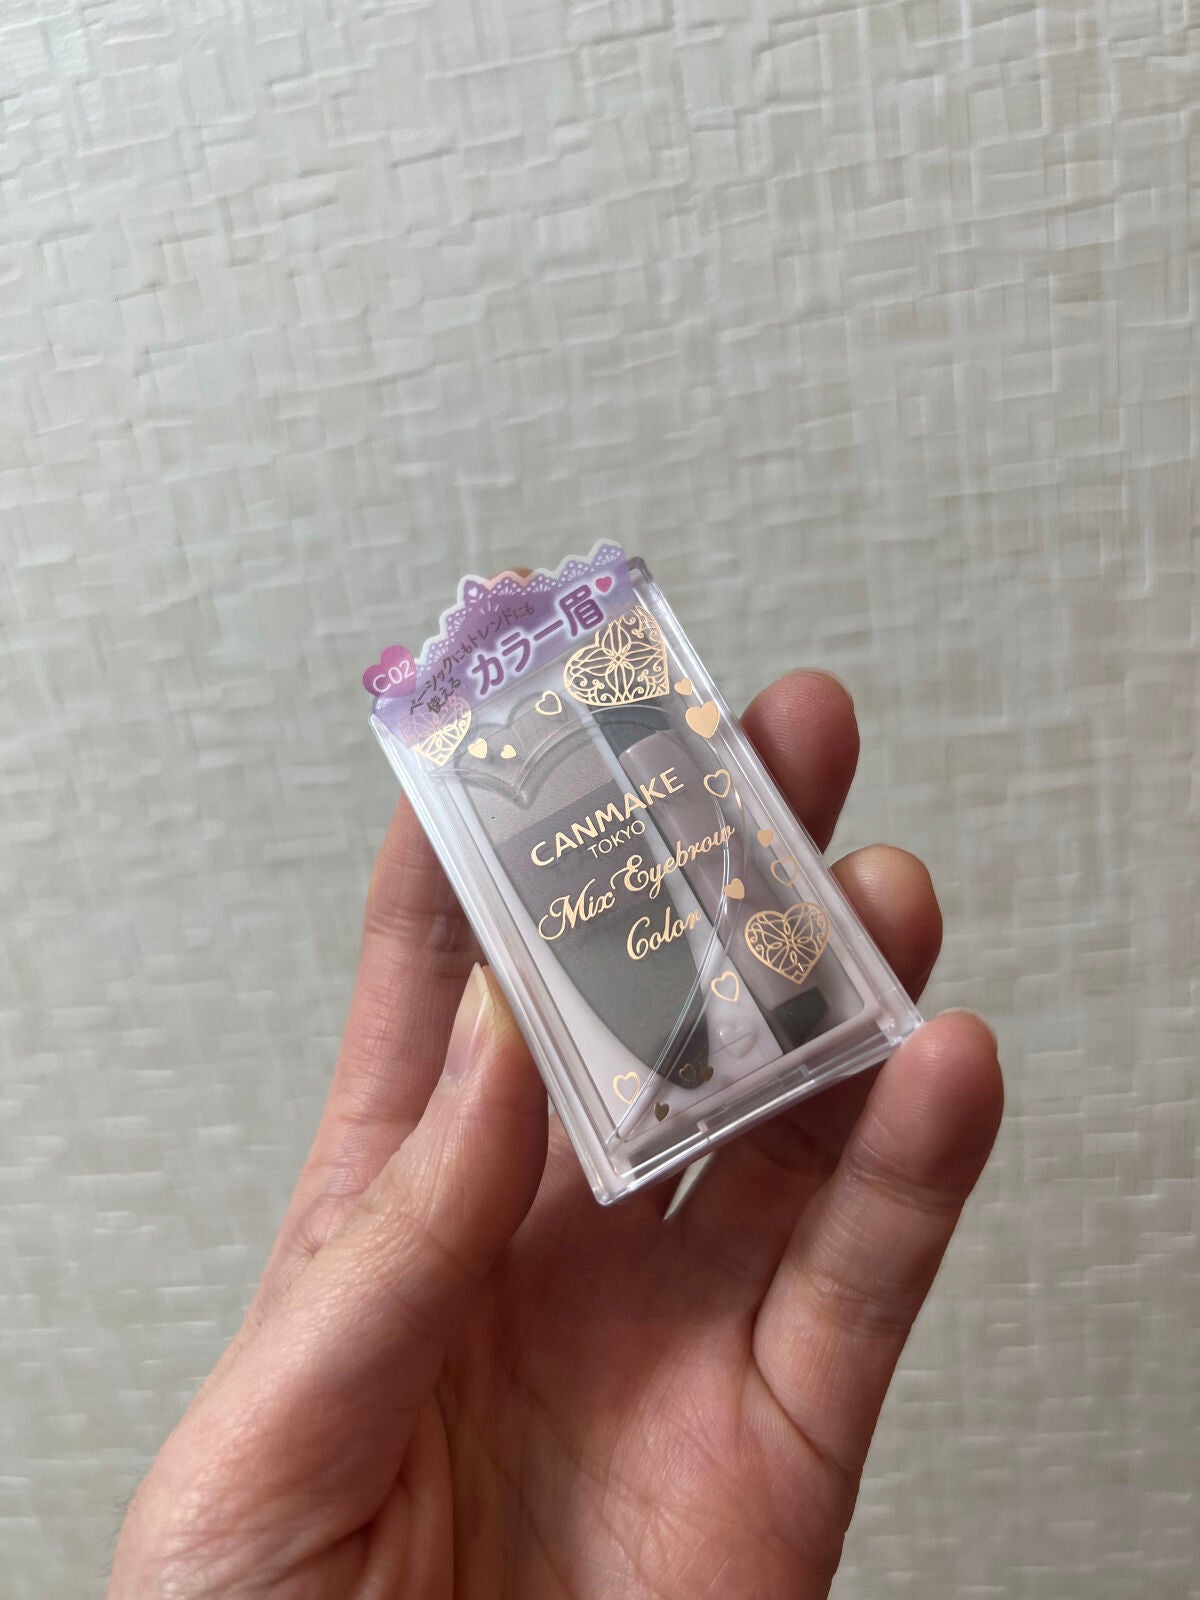 C02
ベーシックにもトレンドにも
使える
カラー眉
CANMAKE
TOKYO
Mix Eyebrow
Color